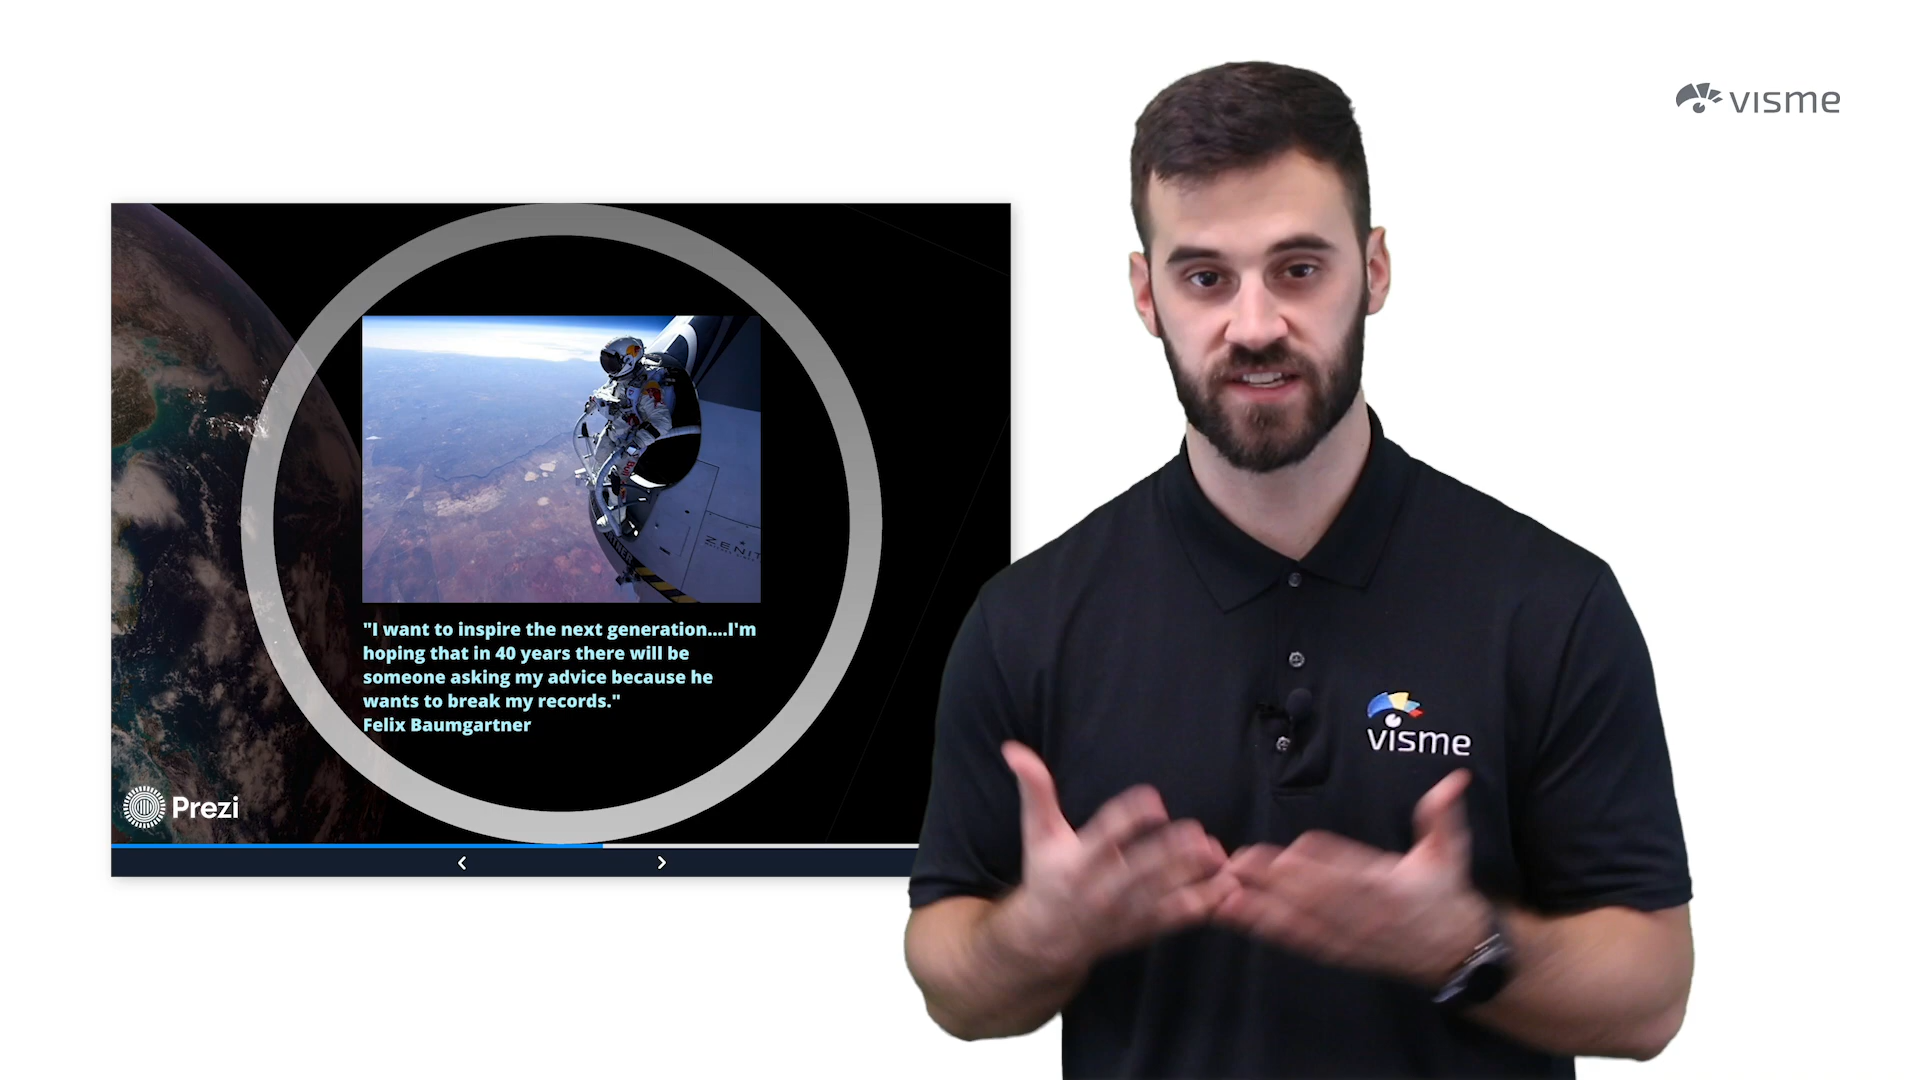 visme
ZENIT
"I want to inspire the next generation....I'm
hoping that in 40 years there will be
someone asking my advice because he
wants to break my records."
Felix Baumgartner
visme
Prezi